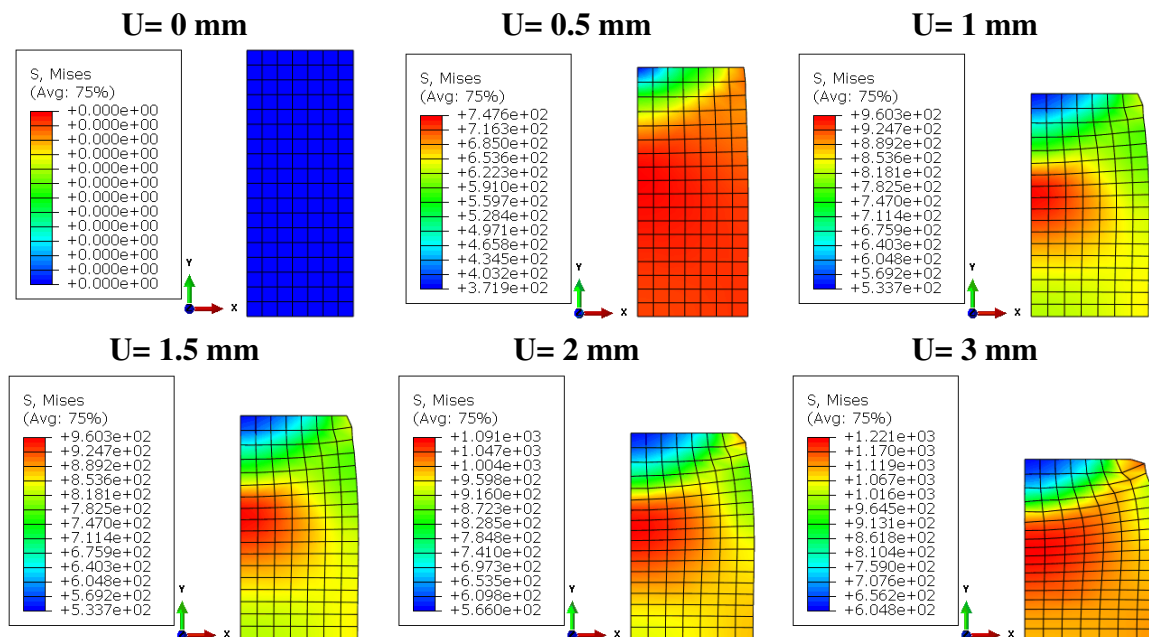 U= 0 mm
U= 0.5 mm
U= 1 mm
S, Mises
(Avg: 75%)
+0.000e+00
+0.000e+00
+0.000e+00
+0.000e+00
+0.000e+00
+0.000e+00
+0.000e+00
+0.000e+00
+0.000e+00
+0.000e+00
+0.000e+00
+0.000e+00
+0.000e+00
Y
X
S, Mises
(Avg: 75%)
+7.476e+02
+7.163e+02
+6.850e+02
+6.536e+02
+6.223e+02
+5.910e+02
+5.597e+02
+5.284e+02
+4.971e+02
+4.658e+02
+4.345e+02
+4.032e+02
+3.719e+02
Y
X
S, Mises
(Avg: 75%)
+9.603e+02
+9.247e+02
+8.892e+02
+8.536e+02
+8.181e+02
+7.825e+02
+7.470e+02
+7.114e+02
+6.759e+02
+6.403e+02
+6.048e+02
+5.692e+02
+5.337e+02
Y
X
U= 1.5 mm
U= 2 mm
U= 3 mm
S, Mises
(Avg: 75%)
+9.603e+02
+9.247e+02
+8.892e+02
+8.536e+02
+8.181e+02
+7.825e+02
+7.470e+02
+7.114e+02
+6.759e+02
+6.403e+02
+6.048e+02
+5.692e+02
+5.337e+02
Y
X
S, Mises
(Avg: 75%)
+1.091e+03
+1.047e+03
+1.004e+03
+9.598e+02
+9.160e+02
+8.723e+02
+8.285e+02
+7.848e+02
+7.410e+02
+6.973e+02
+6.535e+02
+6.098e+02
+5.660e+02
Y
X
S, Mises
(Avg: 75%)
+1.221e+03
+1.170e+03
+1.119e+03
+1.067e+03
+1.016e+03
+9.645e+02
+9.131e+02
+8.618e+02
+8.104e+02
+7.590e+02
+7.076e+02
+6.562e+02
+6.048e+02
Y
X